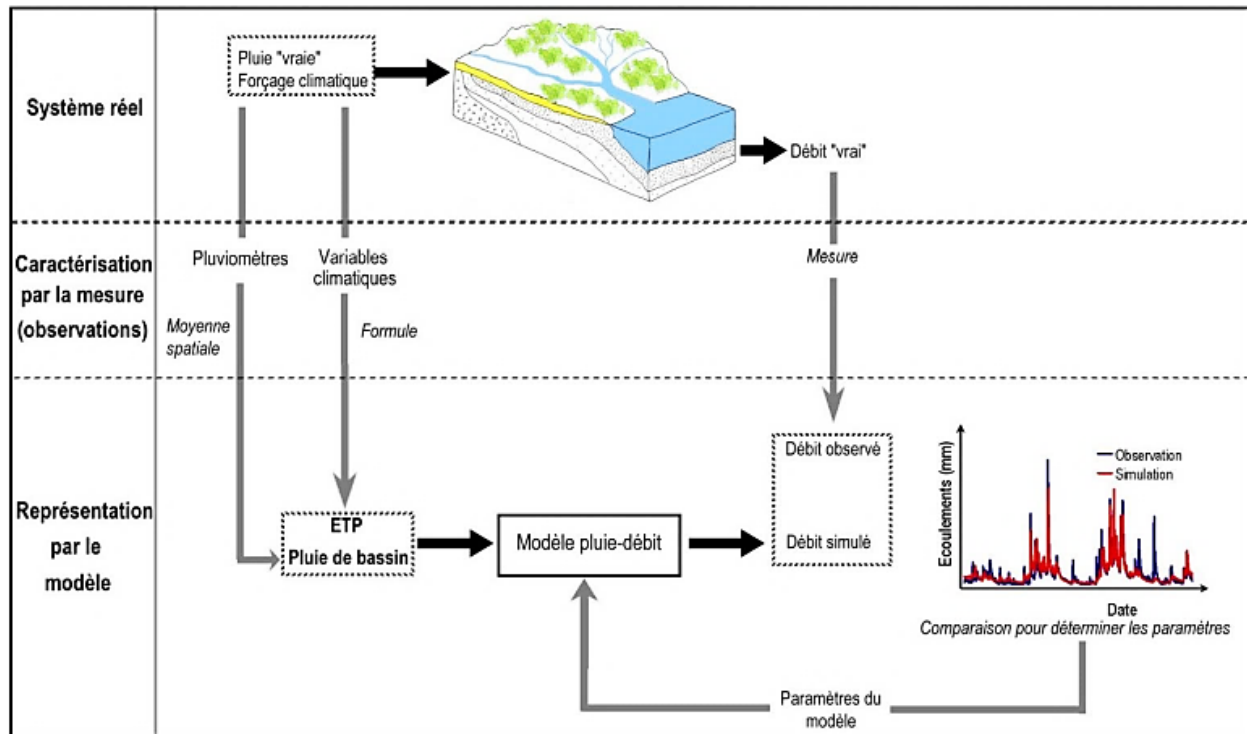 Système réel
Pluie "vraie"
Forçage climatique
Débit "vrai"
Caractérisation
par la mesure
(observations)
Pluviomètres
Variables
climatiques
Mesure
Moyenne
spatiale
Formule
Représentation
par le
modèle
ETP
Pluie de bassin
Modèle pluie-débit
Débit observé
Débit simulé
Ecoulements (mm)
Observation
Simulation
Date
Comparaison pour déterminer les paramètres
Paramètres du
modèle